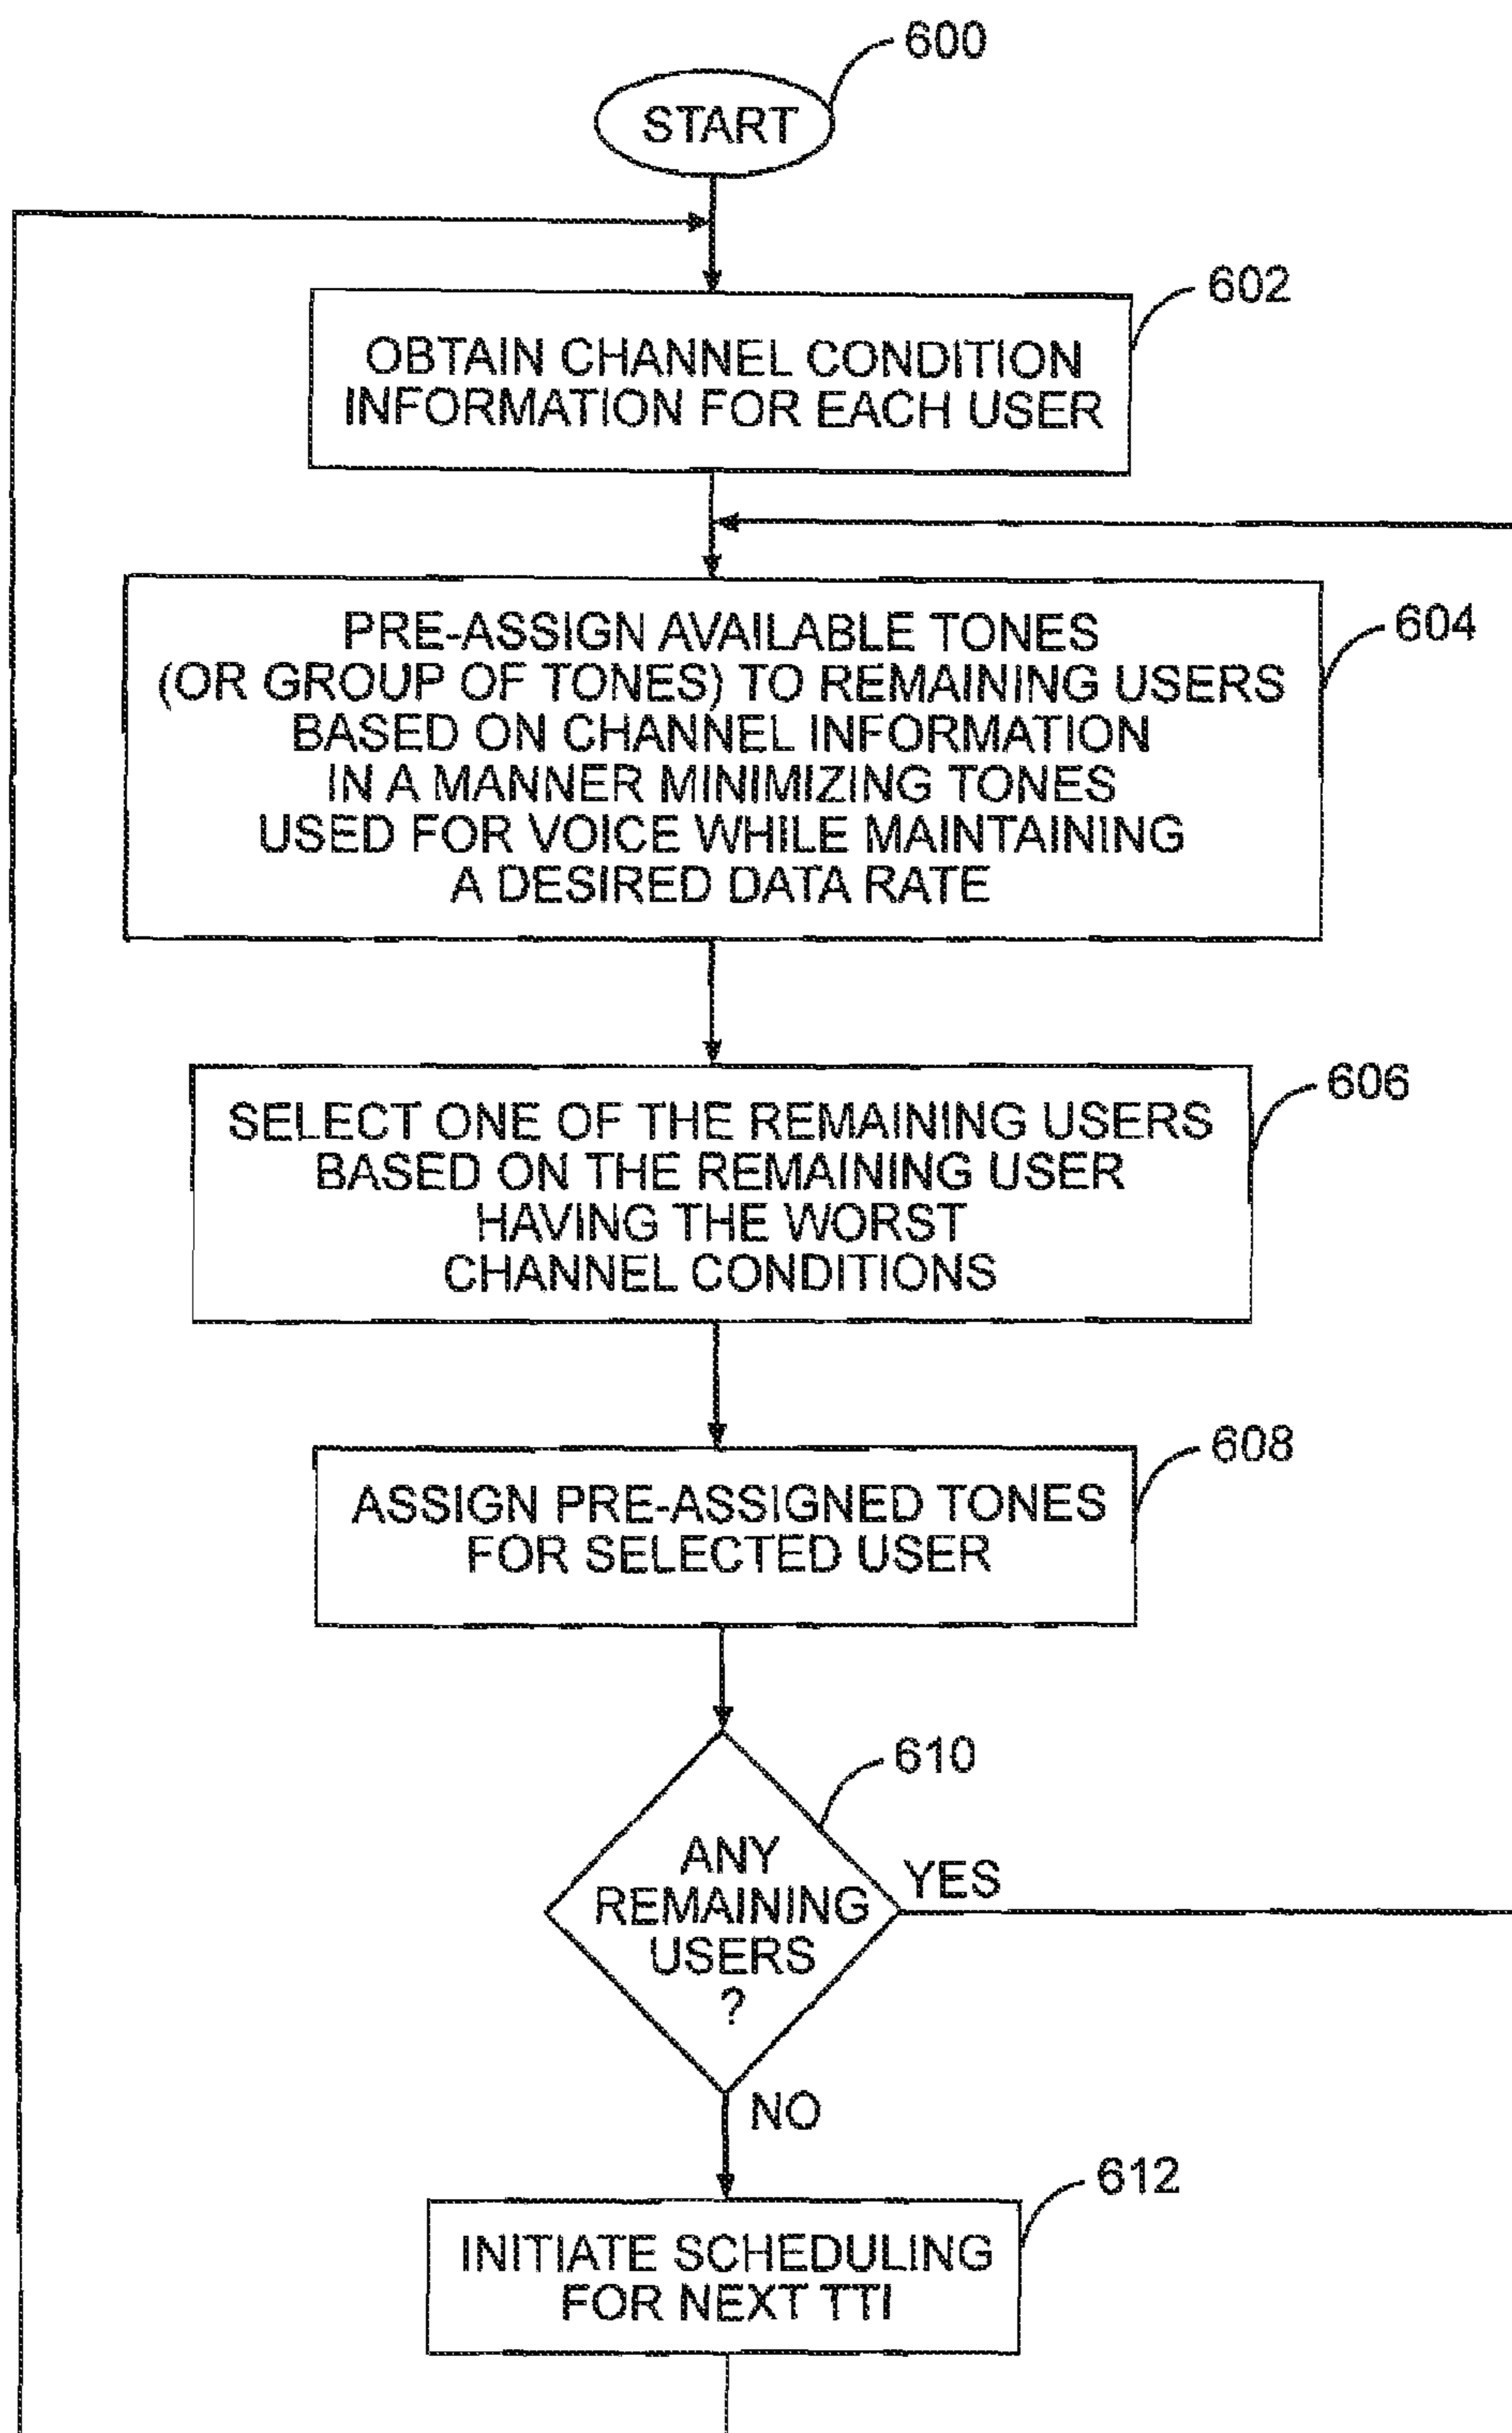 600
START
602
OBTAIN CHANNEL CONDITION
INFORMATION FOR EACH USER
604
PRE-ASSIGN AVAILABLE TONES
(OR GROUP OF TONES) TO REMAINING USERS
BASED ON CHANNEL INFORMATION
IN A MANNER MINIMIZING TONES
USED FOR VOICE WHILE MAINTAINING
A DESIRED DATA RATE
606
SELECT ONE OF THE REMAINING USERS
BASED ON THE REMAINING USER
HAVING THE WORST
CHANNEL CONDITIONS
608
ASSIGN PRE-ASSIGNED TONES
FOR SELECTED USER
610
ANY
REMAINING
USERS
?
YES
NO
612
INITIATE SCHEDULING
FOR NEXT TTI